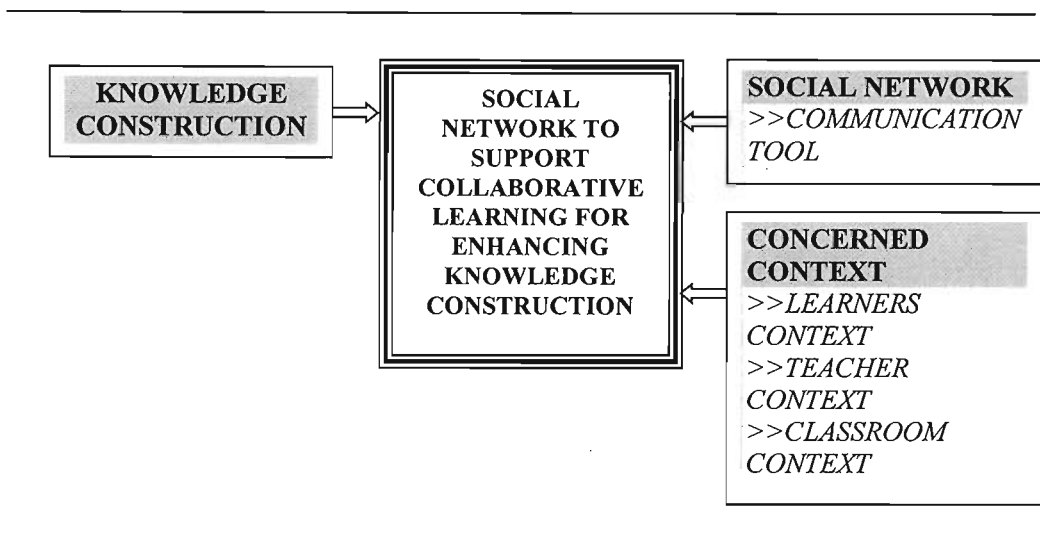 KNOWLEDGE
CONSTRUCTION
SOCIAL
NETWORK TO
SUPPORT
COLLABORATIVE
LEARNING FOR
ENHANCING
KNOWLEDGE
CONSTRUCTION
SOCIAL NETWORK
>>COMMUNICATION
TOOL
CONCERNED
CONTEXT
>>LEARNERS
CONTEXT
>>TEACHER
CONTEXT
>>CLASSROOM
CONTEXT